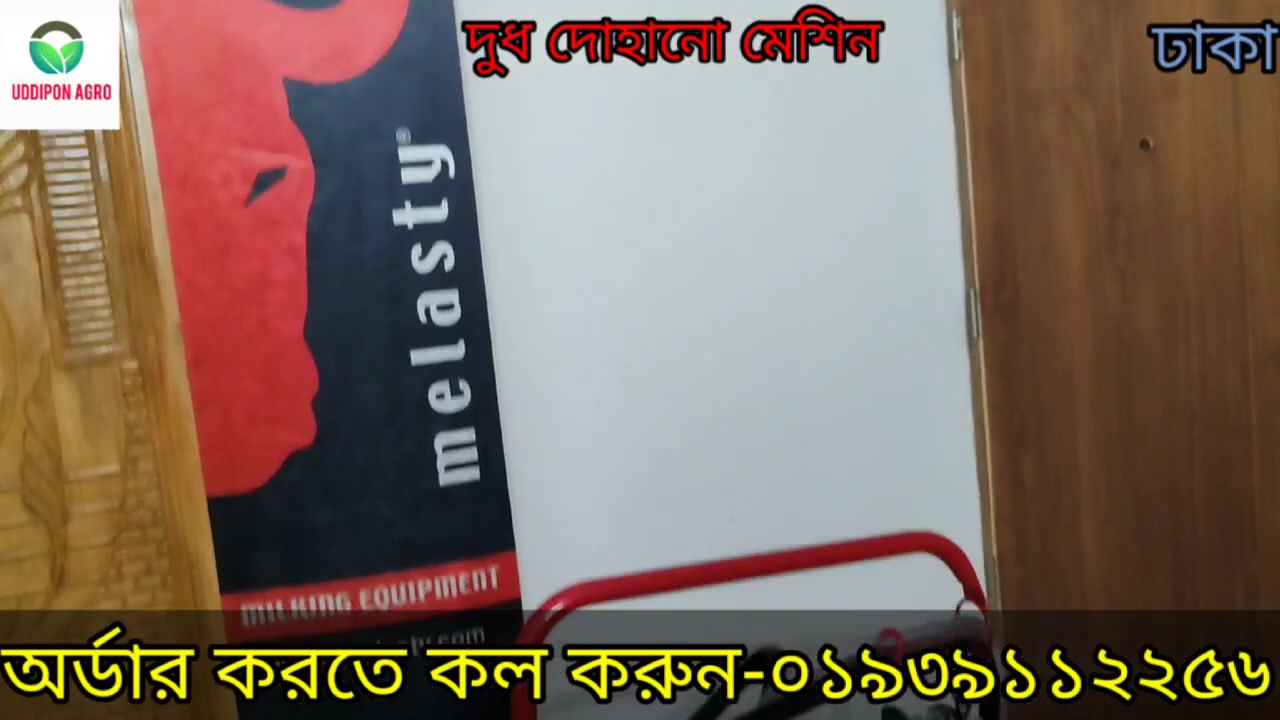 UDDIPON AGRO
দুধ দোহানো মেশিন
ঢাকা
melasty®
MILKING EQUIPMENT
অর্ডার করতে কল করুন-০১৯৩৯১১২২৫৬